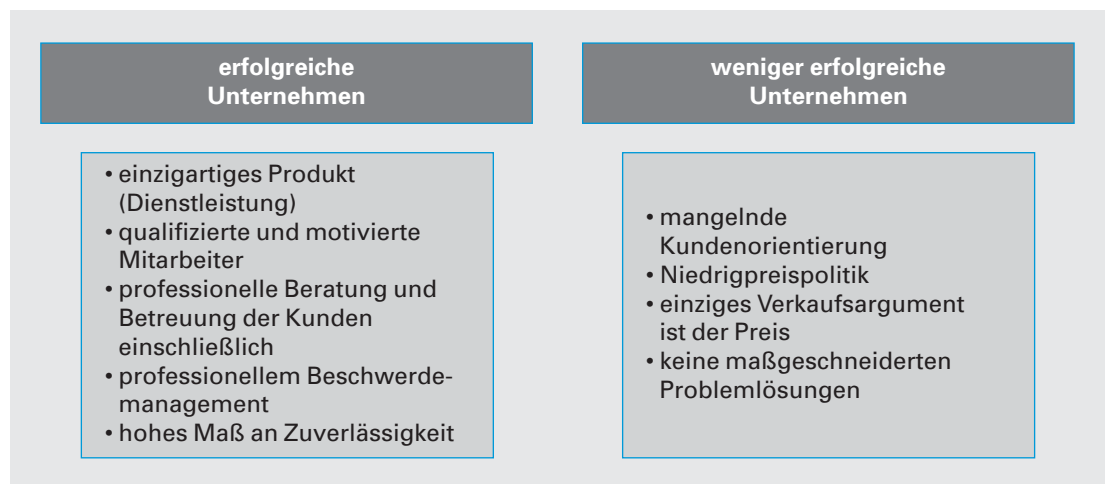 erfolgreiche
Unternehmen
weniger erfolgreiche
Unternehmen
• einzigartiges Produkt
(Dienstleistung)
• qualifizierte und motivierte
Mitarbeiter
• professionelle Beratung und
Betreuung der Kunden
einschließlich
• professionellem Beschwerde-
management
• hohes Maß an Zuverlässigkeit
• mangelnde
Kundenorientierung
• Niedrigpreispolitik
• einziges Verkaufsargument
ist der Preis
• keine maßgeschneiderten
Problemlösungen